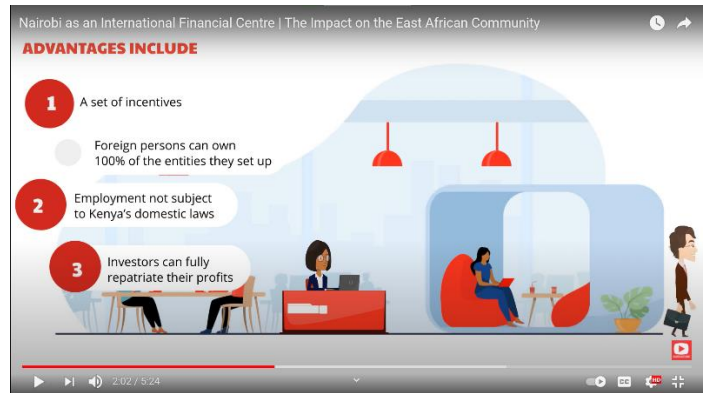 Nairobi as an International Financial Centre | The Impact on the East African Community
ADVANTAGES INCLUDE
1 A set of incentives
Foreign persons can own
100% of the entities they set up
2 Employment not subject
to Kenya's domestic laws
3 Investors can fully
repatriate their profits
2:02 / 5:24
CC
HD